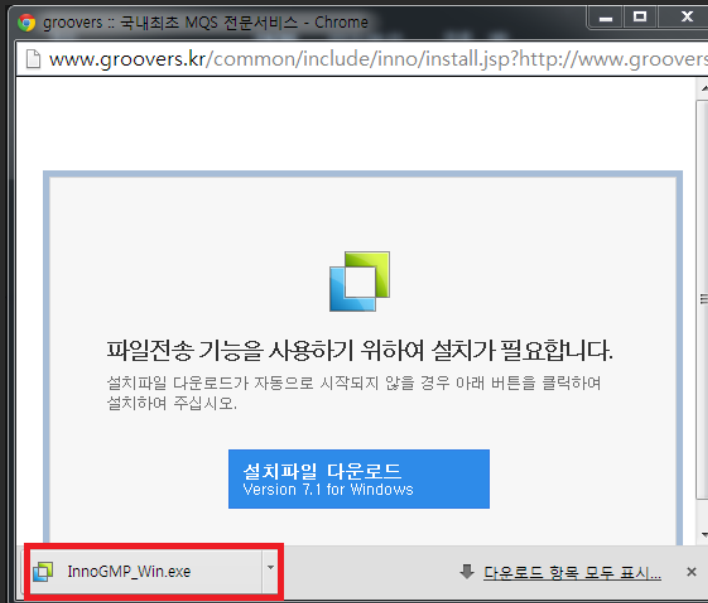 groovers :: 국내최초 MQS 전문서비스 - Chrome
www.groovers.kr/common/include/inno/install.jsp?http://www.groovers
파일전송 기능을 사용하기 위하여 설치가 필요합니다.
설치파일 다운로드가 자동으로 시작되지 않을 경우 아래 버튼을 클릭하여
설치하여 주십시오.
설치파일 다운로드
Version 7.1 for Windows
InnoGMP_Win.exe
다운로드 항목 모두 표시...